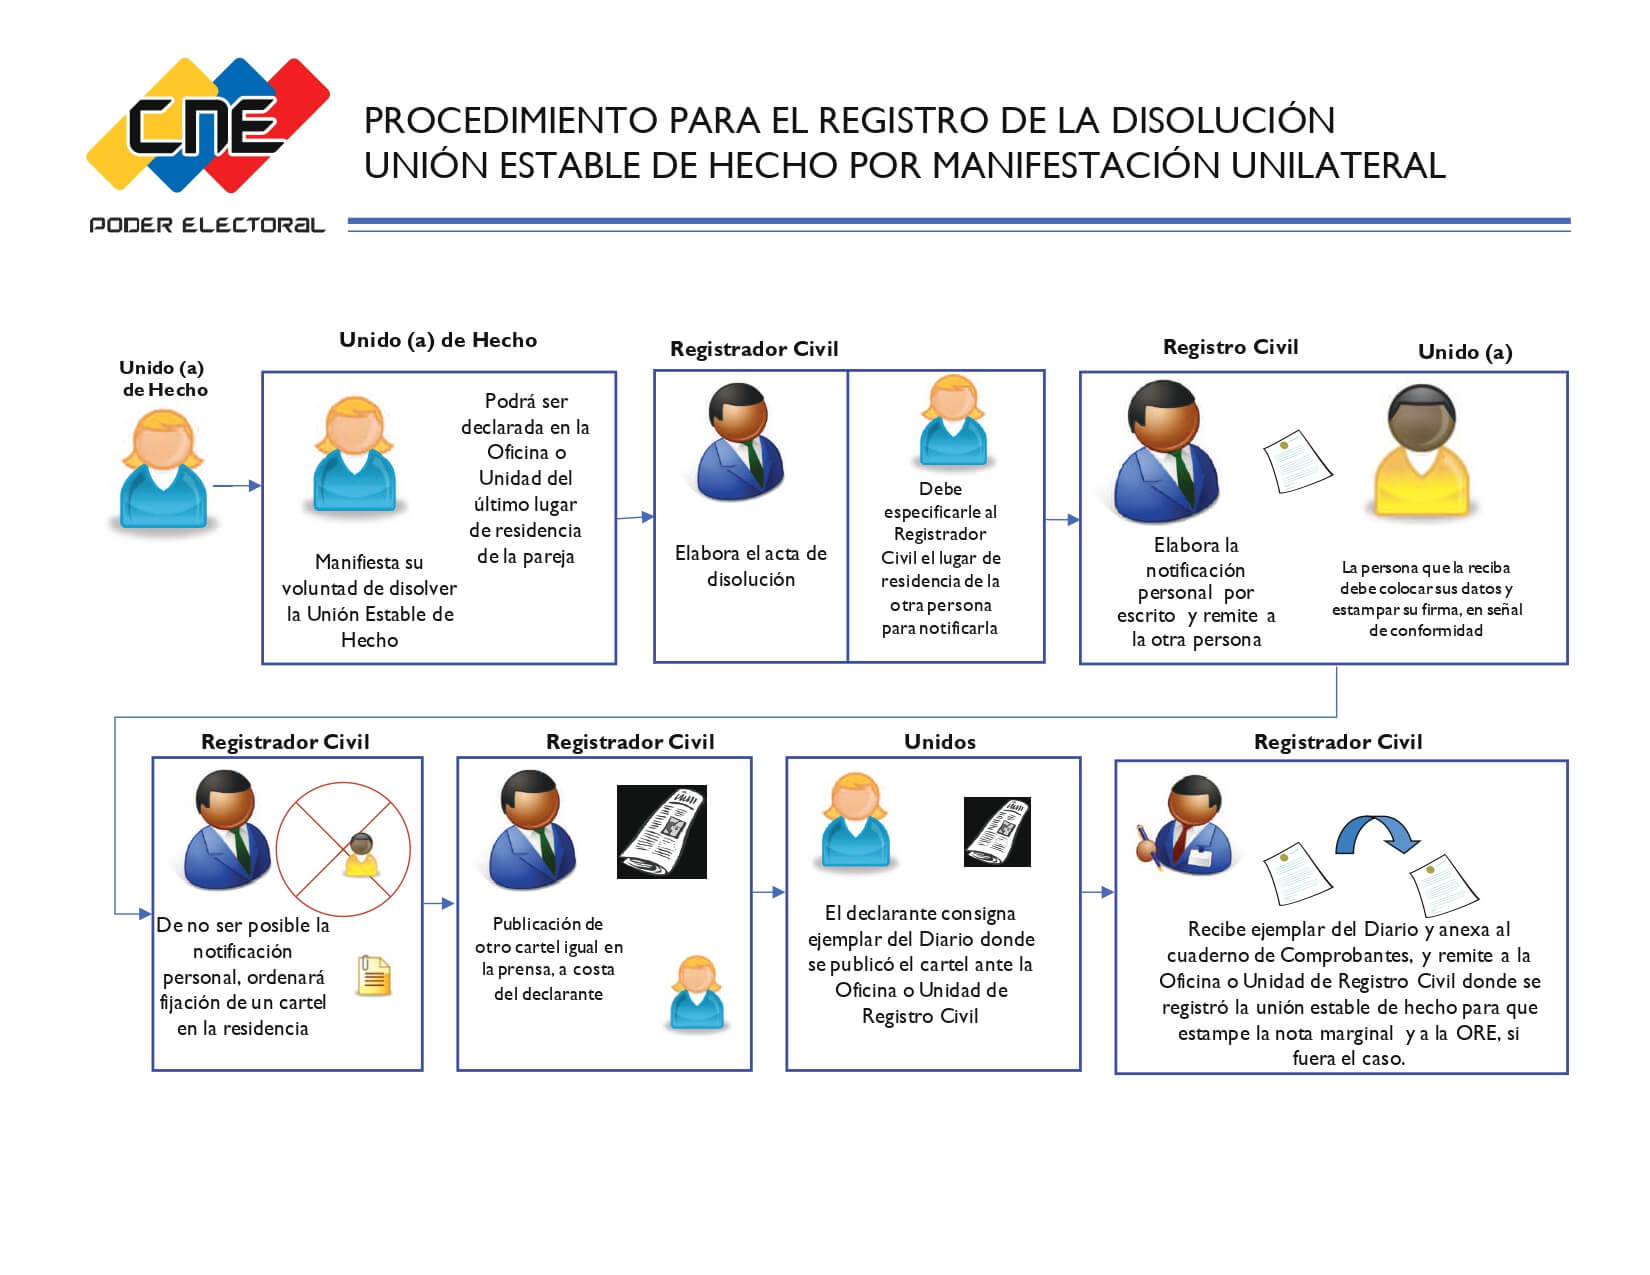 CNE
PODER ELECTORAL
PROCEDIMIENTO PARA EL REGISTRO DE LA DISOLUCIÓN
UNIÓN ESTABLE DE HECHO POR MANIFESTACIÓN UNILATERAL
Unido (a)
de Hecho
Unido (a) de Hecho
Manifiesta su
voluntad de disolver
la Unión Estable de
Hecho
Podrá ser
declarada en la
Oficina o
Unidad del
último lugar
de residencia
de la pareja
Registrador Civil
Elabora el acta de
disolución
Debe
especificarle al
Registrador
Civil el lugar de
residencia de la
otra persona
para notificarla
Registro Civil
Elabora la
notificación
personal por
escrito y remite a
la otra persona
Unido (a)
La persona que la reciba
debe colocar sus datos y
estampar su firma, en señal
de conformidad
Registrador Civil
De no ser posible la
notificación
personal, ordenará
fijación de un cartel
en la residencia
Registrador Civil
Publicación de
otro cartel igual en
la prensa, a costa
del declarante
Unidos
El declarante consigna
ejemplar del Diario donde
se publicó el cartel ante la
Oficina o Unidad de
Registro Civil
Registrador Civil
Recibe ejemplar del Diario y anexa al
cuaderno de Comprobantes, y remite a la
Oficina o Unidad de Registro Civil donde se
registró la unión estable de hecho para que
estampe la nota marginal y a la ORE, si
fuera el caso.